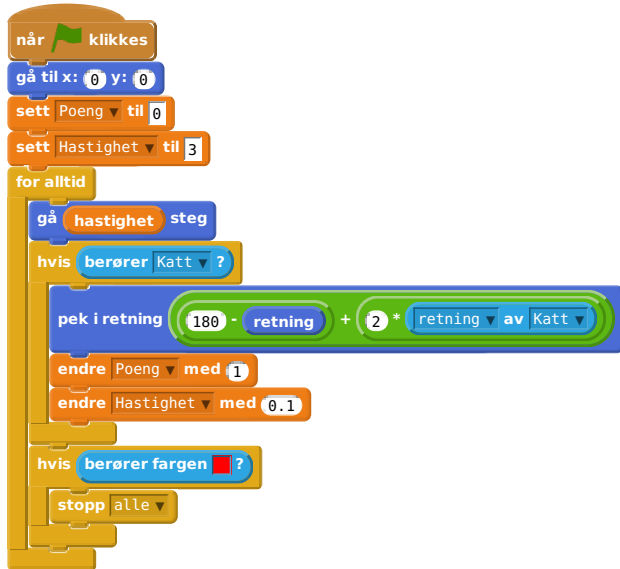 når klikkes
gå til x: 0 y: 0
sett Poeng til 0
sett Hastighet til 3
for alltid
gå hastighet steg
hvis berører Katt ?
pek i retning 180 - retning + 2 * retning av Katt
endre Poeng med 1
endre Hastighet med 0.1
hvis berører fargen ?
stopp alle